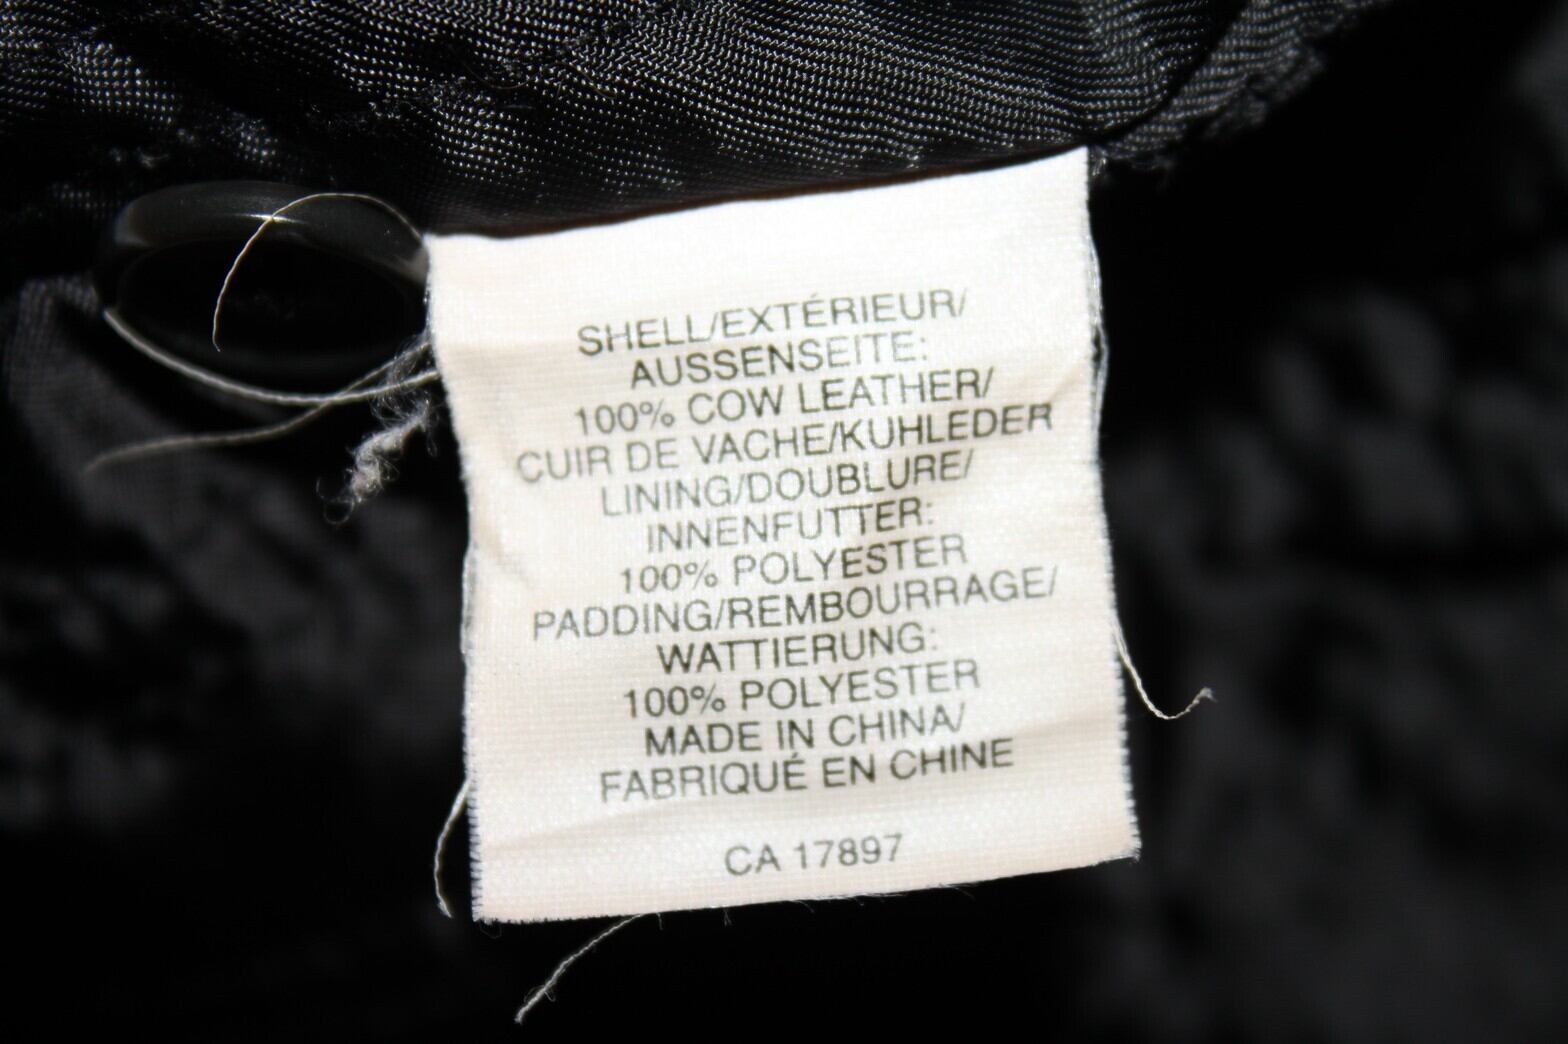 SHELL/EXTÉRIEUR/
AUSSENSEITE:
100% COW LEATHER/
CUIR DE VACHE/KUHLEDER
LINING/DOUBLURE/
INNENFUTTER:
100% POLYESTER
PADDING/REMBOURRAGE/
WATTIERUNG:
100% POLYESTER
MADE IN CHINA/
FABRIQUÉ EN CHINE
CA 17897